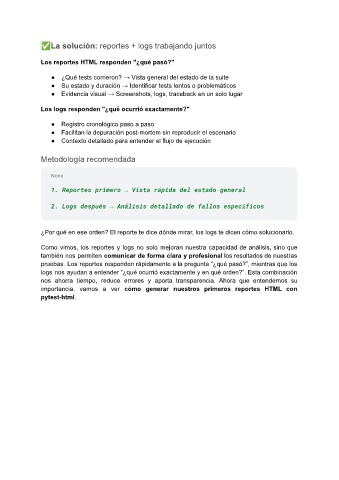 ✅La solución: reportes + logs trabajando juntos
Los reportes HTML responden "¿qué pasó?"
● ¿Qué tests corrieron? → Vista general del estado de la suite
● Su estado y duración → Identificar tests lentos o problemáticos
● Evidencia visual → Screenshots, logs, traceback en un solo lugar
Los logs responden "¿qué ocurrió exactamente?"
● Registro cronológico paso a paso
● Facilitan la depuración post-mortem sin reproducir el escenario
● Contexto detallado para entender el flujo de ejecución
Metodología recomendada
None
1. Reportes primero → Vista rápida del estado general
2. Logs después → Análisis detallado de fallos específicos
¿Por qué en ese orden? El reporte te dice dónde mirar, los logs te dicen cómo solucionarlo.
Como vimos, los reportes y logs no solo mejoran nuestra capacidad de análisis, sino que
también nos permiten comunicar de forma clara y profesional los resultados de nuestras
pruebas. Los reportes responden rápidamente a la pregunta "¿qué pasó?", mientras que los
logs nos ayudan a entender "¿qué ocurrió exactamente y en qué orden?". Esta combinación
nos ahorra tiempo, reduce errores y aporta transparencia. Ahora que entendemos su
importancia, vamos a ver cómo generar nuestros primeros reportes HTML con
pytest-html.